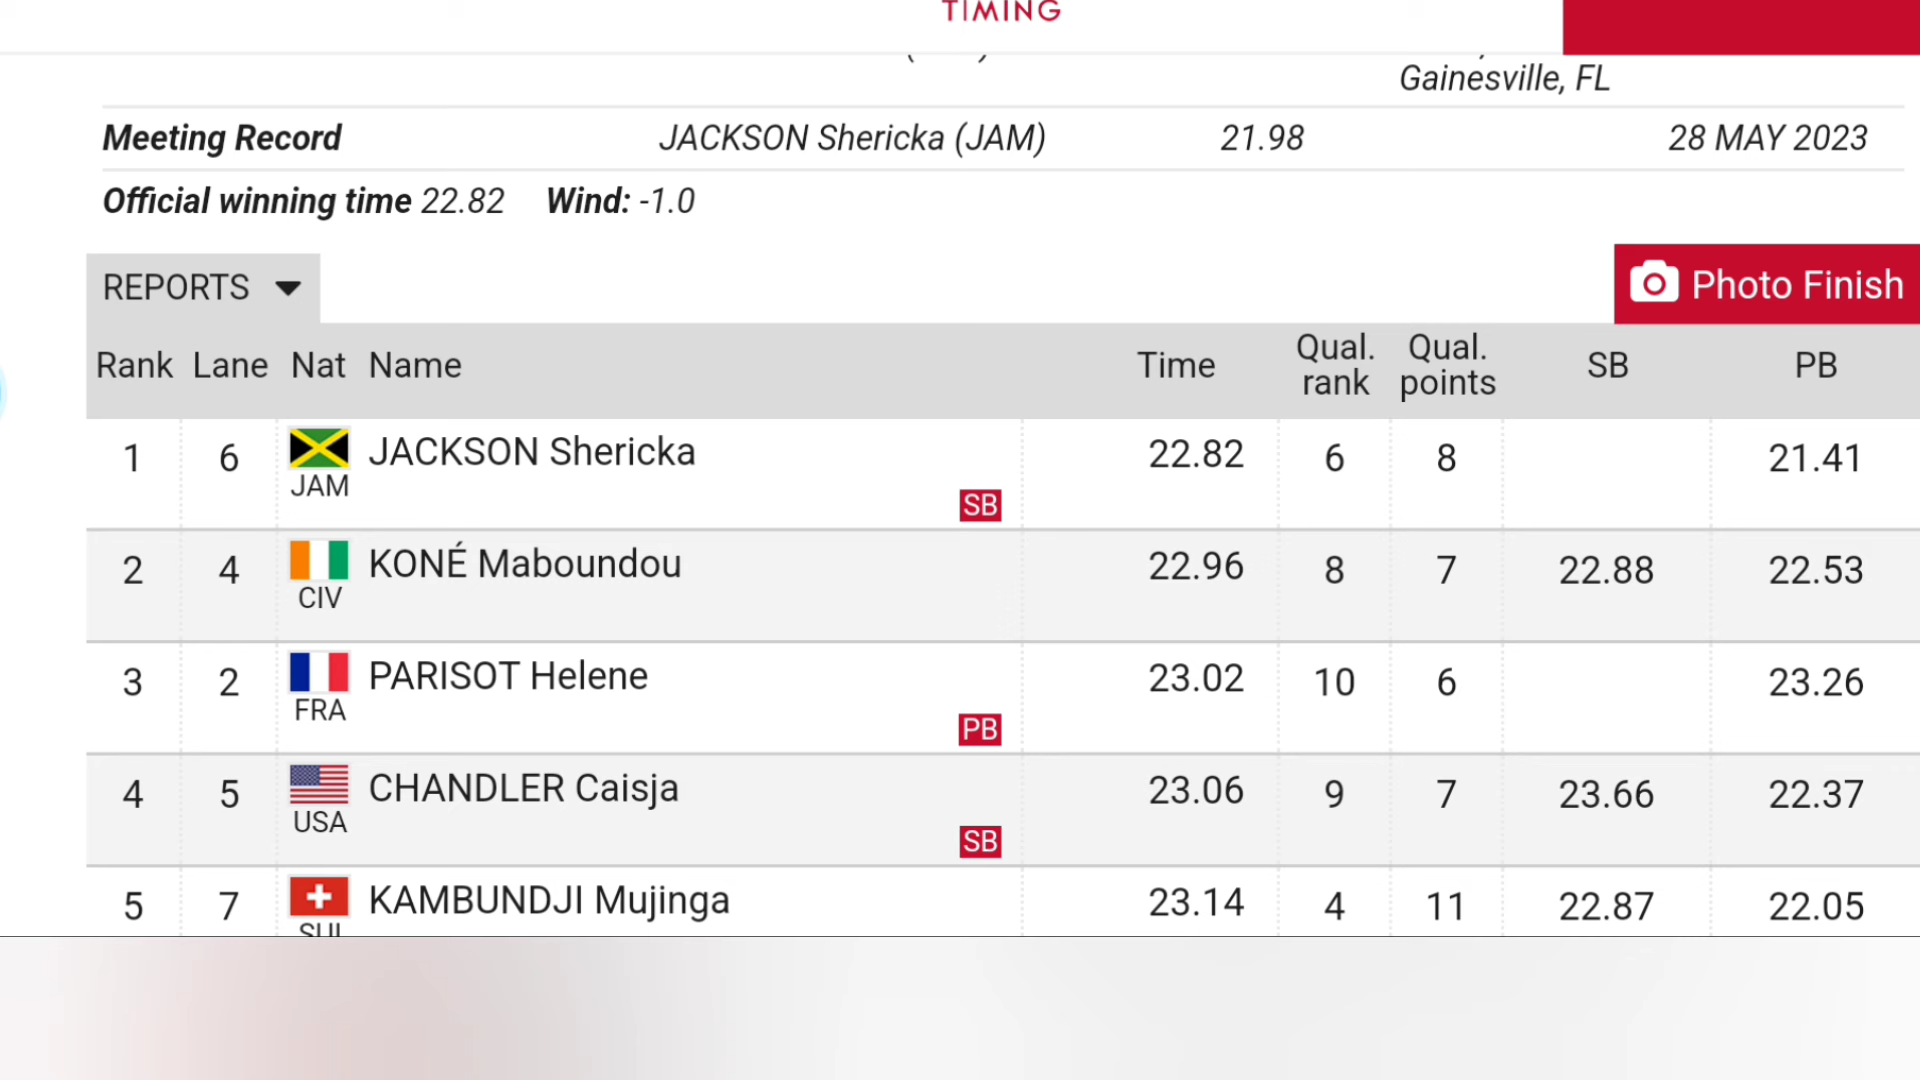 TIMING
Gainesville, FL
Meeting Record JACKSON Shericka (JAM) 21.98 28 MAY 2023
Official winning time 22.82 Wind: -1.0
REPORTS
Photo Finish
Rank Lane Nat Name Time Qual. rank Qual. points SB PB
1 6 JAM JACKSON Shericka SB 22.82 6 8 21.41
2 4 CIV KONÉ Maboundou 22.96 8 7 22.88 22.53
3 2 FRA PARISOT Helene PB 23.02 10 6 23.26
4 5 USA CHANDLER Caisja SB 23.06 9 7 23.66 22.37
5 7 SUI KAMBUNDJI Mujinga 23.14 4 11 22.87 22.05